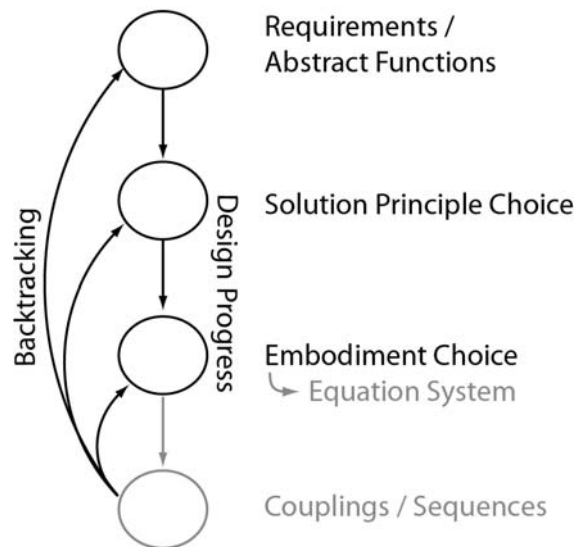 Requirements /
Abstract Functions
Solution Principle Choice
Backtracking
Design Progress
Embodiment Choice
Equation System
Couplings / Sequences